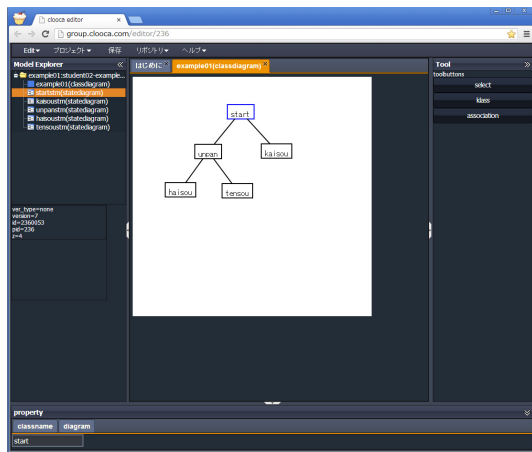 clooca editor
group.clooca.com/editor/236
Edit▾ プロジェクト▾ 保存 リポジトリ▾ ヘルプ▾
Model Explorer
example01:student02-example...
example01(classdiagram)
startstm(statediagram)
kaisoustm(statediagram)
unpanstm(statediagram)
haisoustm(statediagram)
tensoustm(statediagram)
ver_type=none
version=7
id=2360053
pid=236
z=4
はじめに example01(classdiagram)
start
unpan kaisou
haisou tensou
Tool
toolbuttons
select
klass
association
property
classname diagram
start